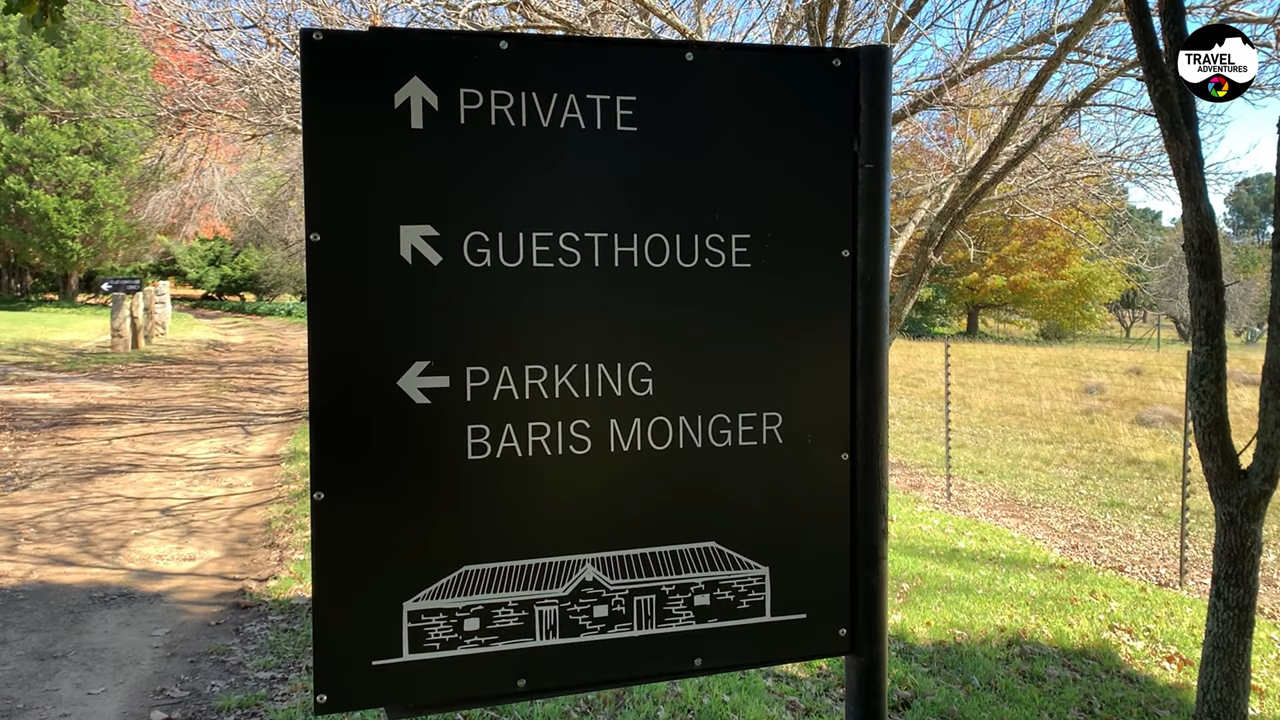 TRAVEL
ADVENTURES
PRIVATE
GUESTHOUSE
PARKING
BARIS MONGER